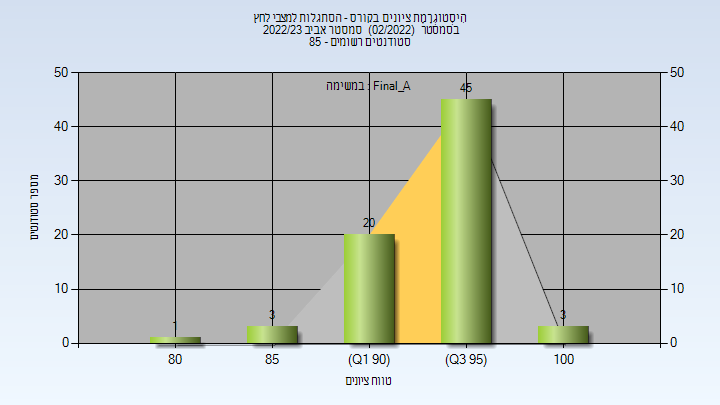 היסטוגרמת ציונים בקורס - הסתגלות למצבי לחץ
בסמסטר (02/2022) סמסטר אביב 2022/23
סטודנטים רשומים - 85
במשימה : Final_A
50 50
40 40
30 30
20 20
10 10
0 0
1 3 20 45 3
80 85 (Q1 90) (Q3 95) 100
מספר סטודנטים
טווח ציונים